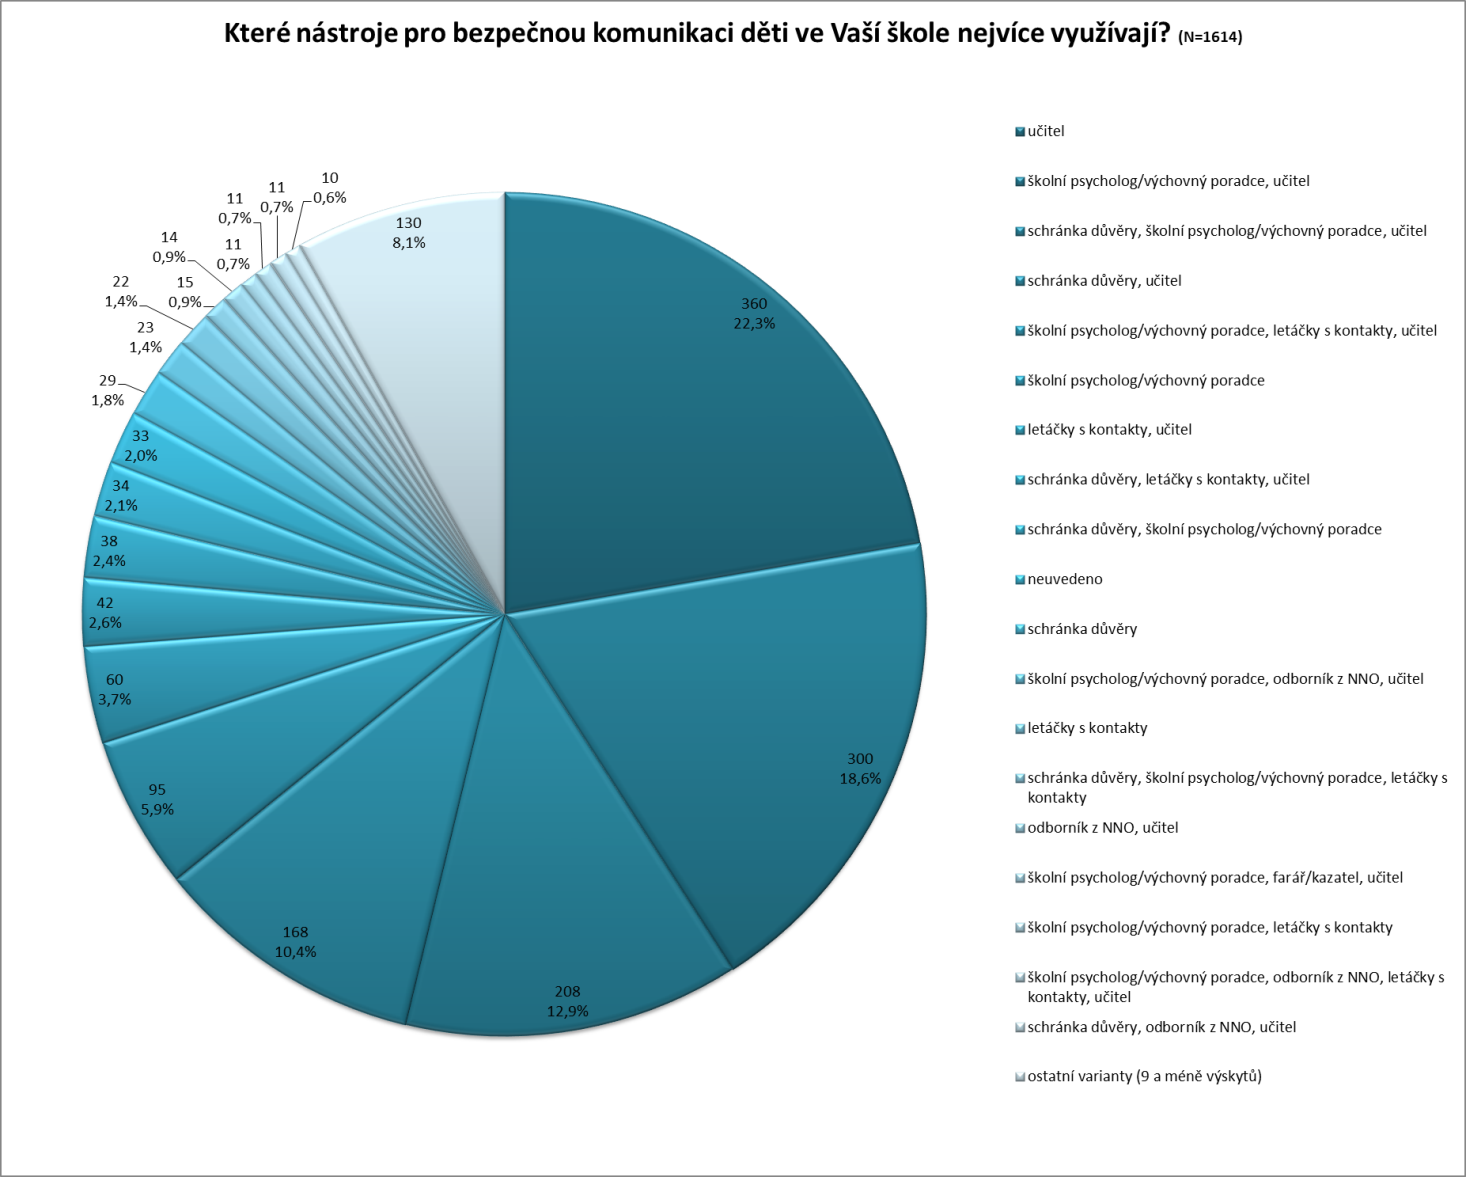 Které nástroje pro bezpečnou komunikaci děti ve Vaší škole nejvíce využívají? (N=1614)
360
22,3%
300
18,6%
208
12,9%
168
10,4%
95
5,9%
60
3,7%
42
2,6%
38
2,4%
34
2,1%
33
2,0%
29
1,8%
23
1,4%
22
1,4%
15
0,9%
14
0,9%
11
0,7%
11
0,7%
11
0,7%
10
0,6%
130
8,1%
učitel
školní psycholog/výchovný poradce, učitel
schránka důvěry, školní psycholog/výchovný poradce, učitel
schránka důvěry, učitel
školní psycholog/výchovný poradce, letáčky s kontakty, učitel
školní psycholog/výchovný poradce
letáčky s kontakty, učitel
schránka důvěry, letáčky s kontakty, učitel
schránka důvěry, školní psycholog/výchovný poradce
neuvedeno
schránka důvěry
školní psycholog/výchovný poradce, odborník z NNO, učitel
letáčky s kontakty
schránka důvěry, školní psycholog/výchovný poradce, letáčky s
kontakty
odborník z NNO, učitel
školní psycholog/výchovný poradce, farář/kazatel, učitel
školní psycholog/výchovný poradce, letáčky s kontakty
školní psycholog/výchovný poradce, odborník z NNO, letáčky s
kontakty, učitel
schránka důvěry, odborník z NNO, učitel
ostatní varianty (9 a méně výskytů)